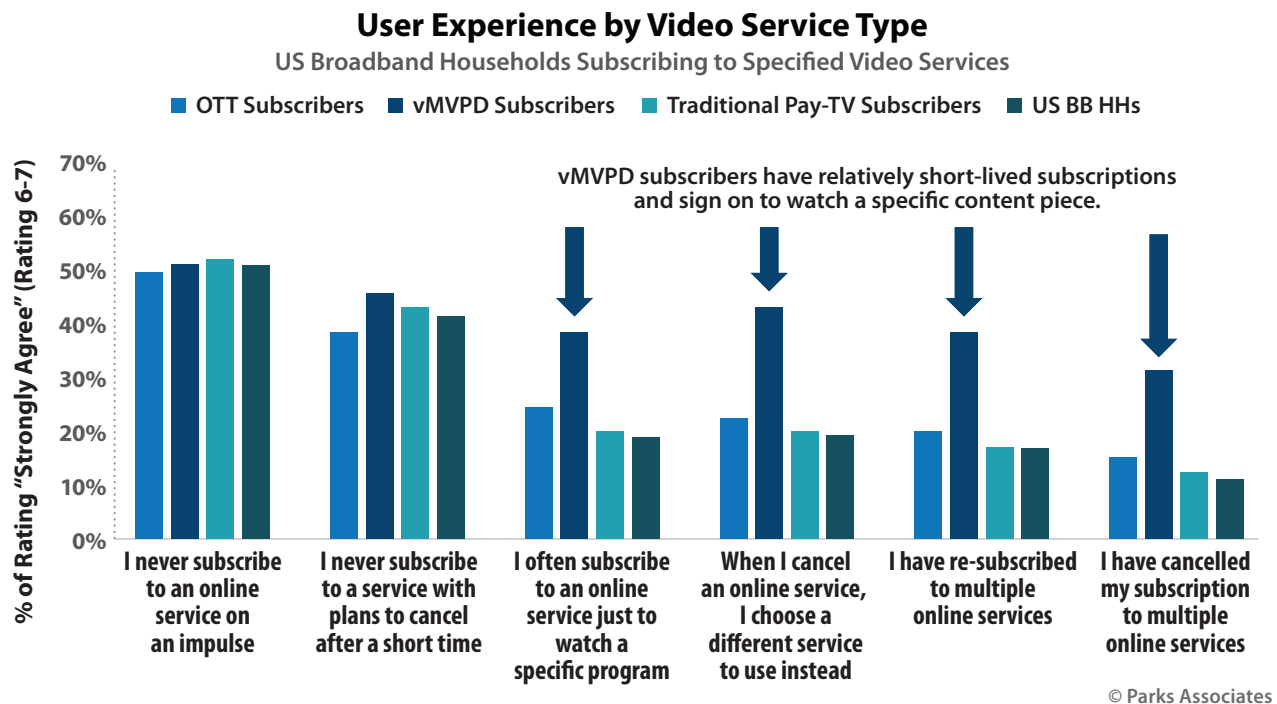 User Experience by Video Service Type
US Broadband Households Subscribing to Specified Video Services
OTT Subscribers vMVPD Subscribers Traditional Pay-TV Subscribers US BB HHs
% of Rating “Strongly Agree” (Rating 6-7)
70%
60%
50%
40%
30%
20%
10%
0%
vMVPD subscribers have relatively short-lived subscriptions
and sign on to watch a specific content piece.
I never subscribe
to an online
service on
an impulse
I never subscribe
to a service with
plans to cancel
after a short time
I often subscribe
to an online
service just to
watch a
specific program
When I cancel
an online service,
I choose a
different service
to use instead
I have re-subscribed
to multiple
online services
I have cancelled
my subscription
to multiple
online services
© Parks Associates